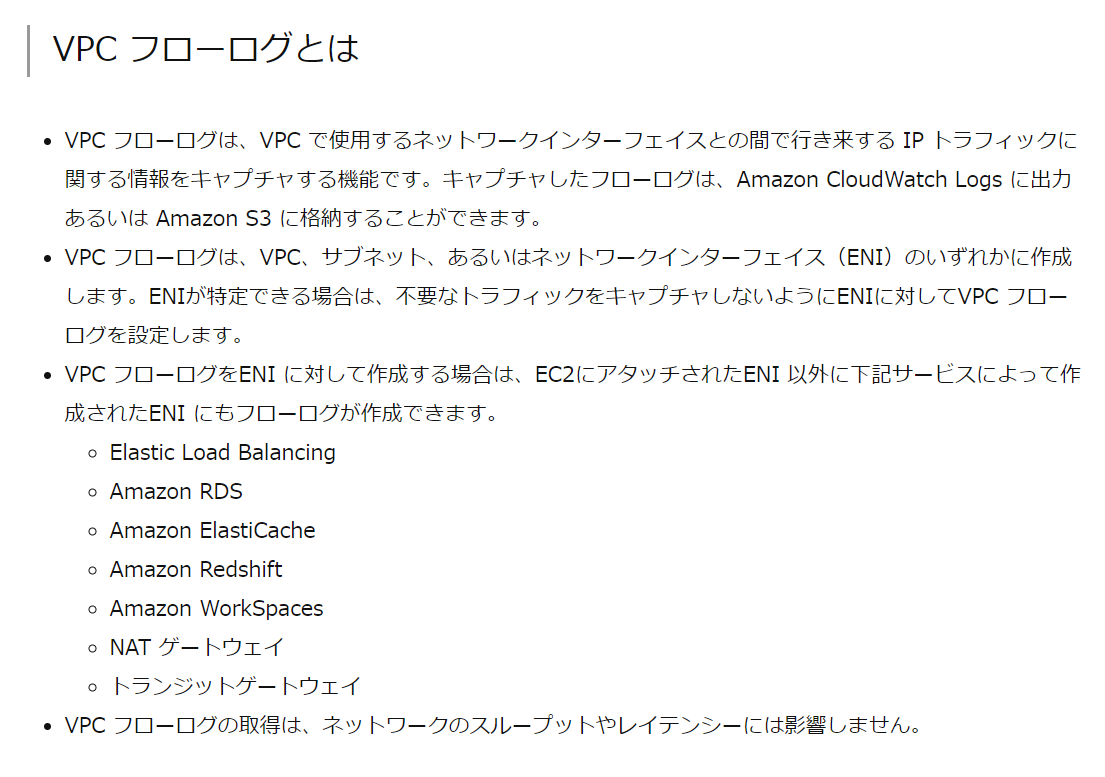 VPC フローログとは
VPC フローログは、VPC で使用するネットワークインターフェイスとの間で行き来する IP トラフィックに
関する情報をキャプチャする機能です。キャプチャしたフローログは、Amazon CloudWatch Logs に出力
あるいは Amazon S3 に格納することができます。
VPC フローログは、VPC、サブネット、あるいはネットワークインターフェイス（ENI）のいずれかに作成
します。ENIが特定できる場合は、不要なトラフィックをキャプチャしないようにENIに対してVPC フロー
ログを設定します。
VPC フローログをENI に対して作成する場合は、EC2にアタッチされたENI 以外に下記サービスによって作
成されたENI にもフローログが作成できます。
Elastic Load Balancing
Amazon RDS
Amazon ElastiCache
Amazon Redshift
Amazon WorkSpaces
NAT ゲートウェイ
トランジットゲートウェイ
VPC フローログの取得は、ネットワークのスループットやレイテンシーには影響しません。